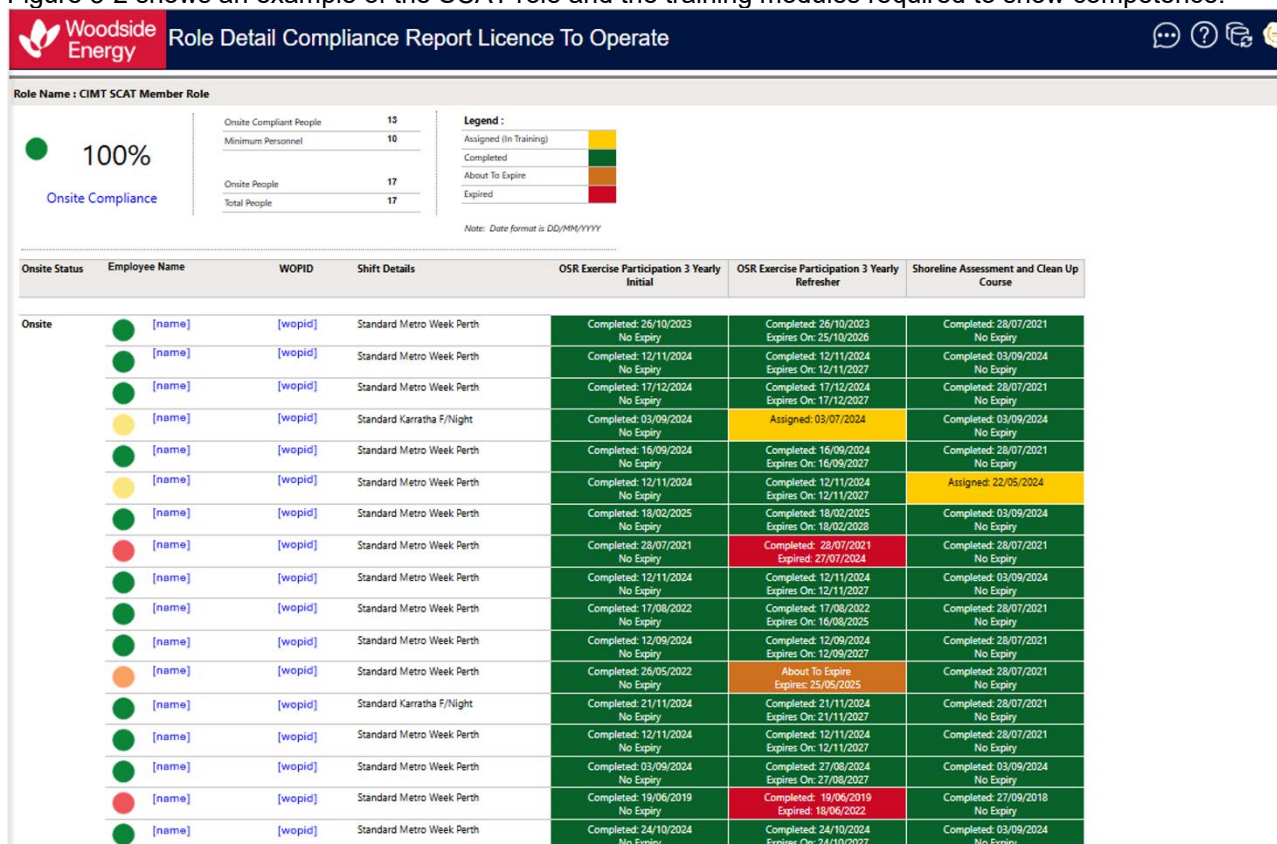 Woodside
Energy
Role Detail Compliance Report Licence To Operate
Role Name : CIMT SCAT Member Role
100%
Onsite Compliance
Onsite Compliant People 13
Minimum Personnel 10
Onsite People 17
Total People 17
Legend :
Assigned (In Training)
Completed
About To Expire
Expired
Note: Date format is DD/MM/YYYY
Onsite Status Employee Name WOPID Shift Details OSR Exercise Participation 3 Yearly OSR Exercise Participation 3 Yearly Shoreline Assessment and Clean Up
Initial Refresher Course
Onsite [name] [wopid] Standard Metro Week Perth Completed: 26/10/2023 Completed: 26/10/2023 Completed: 28/07/2021
No Expiry Expires On: 25/10/2026 No Expiry
[name] [wopid] Standard Metro Week Perth Completed: 12/11/2024 Completed: 12/11/2024 Completed: 03/09/2024
No Expiry Expires On: 12/11/2027 No Expiry
[name] [wopid] Standard Metro Week Perth Completed: 17/12/2024 Completed: 17/12/2024 Completed: 28/07/2021
No Expiry Expires On: 17/12/2027 No Expiry
[name] [wopid] Standard Karratha F/Night Completed: 03/09/2024 Assigned: 03/07/2024 Completed: 03/09/2024
No Expiry No Expiry
[name] [wopid] Standard Metro Week Perth Completed: 16/09/2024 Completed: 16/09/2024 Completed: 28/07/2021
No Expiry Expires On: 16/09/2027 No Expiry
[name] [wopid] Standard Metro Week Perth Completed: 12/11/2024 Completed: 12/11/2024 Assigned: 22/05/2024
No Expiry Expires On: 12/11/2027
[name] [wopid] Standard Metro Week Perth Completed: 18/02/2025 Completed: 18/02/2025 Completed: 03/09/2024
No Expiry Expires On: 18/02/2028 No Expiry
[name] [wopid] Standard Metro Week Perth Completed: 28/07/2021 Completed: 28/07/2021 Completed: 28/07/2021
No Expiry Expired: 27/07/2024 No Expiry
[name] [wopid] Standard Metro Week Perth Completed: 12/11/2024 Completed: 12/11/2024 Completed: 03/09/2024
No Expiry Expires On: 12/11/2027 No Expiry
[name] [wopid] Standard Metro Week Perth Completed: 17/08/2022 Completed: 17/08/2022 Completed: 28/07/2021
No Expiry Expires On: 16/08/2025 No Expiry
[name] [wopid] Standard Metro Week Perth Completed: 12/09/2024 Completed: 12/09/2024 Completed: 28/07/2021
No Expiry Expires On: 12/09/2027 No Expiry
[name] [wopid] Standard Metro Week Perth Completed: 26/05/2022 About To Expire Completed: 28/07/2021
No Expiry Expires: 25/05/2025 No Expiry
[name] [wopid] Standard Karratha F/Night Completed: 21/11/2024 Completed: 21/11/2024 Completed: 28/07/2021
No Expiry Expires On: 21/11/2027 No Expiry
[name] [wopid] Standard Metro Week Perth Completed: 12/11/2024 Completed: 12/11/2024 Completed: 28/07/2021
No Expiry Expires On: 12/11/2027 No Expiry
[name] [wopid] Standard Metro Week Perth Completed: 03/09/2024 Completed: 27/08/2024 Completed: 03/09/2024
No Expiry Expires On: 27/08/2027 No Expiry
[name] [wopid] Standard Metro Week Perth Completed: 19/06/2019 Completed: 19/06/2019 Completed: 27/09/2018
No Expiry Expired: 18/06/2022 No Expiry
[name] [wopid] Standard Metro Week Perth Completed: 24/10/2024 Completed: 24/10/2024 Completed: 03/09/2024
No Expiry Expires On: 24/10/2027 No Expiry